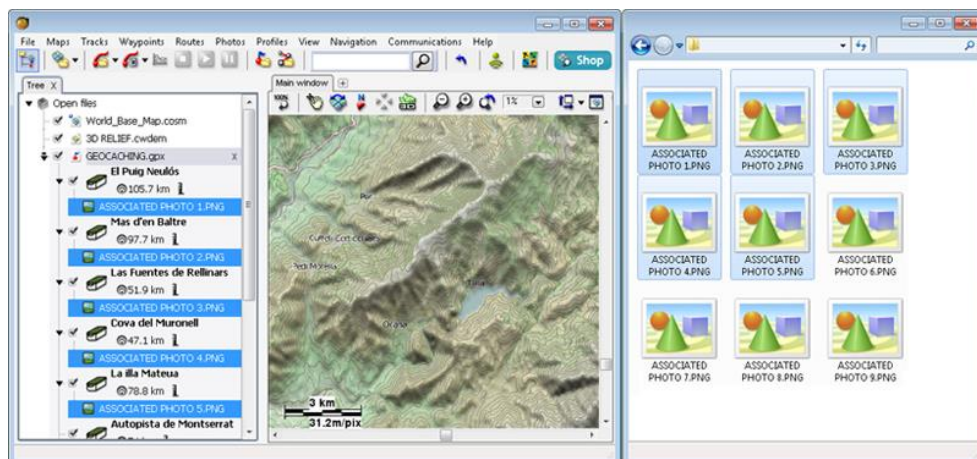 File Maps Tracks Waypoints Routes Photos Profiles View Navigation Communications Help
Shop
Tree X
Main window
Open files
World_Base_Map.cosm
3D RELIEF.cwdem
GEOCACHING.gpx x
El Puig Neulós
105.7 km
ASSOCIATED PHOTO 1.PNG
Mas d'en Baltre
97.7 km
ASSOCIATED PHOTO 2.PNG
Las Fuentes de Rellinars
51.9 km
ASSOCIATED PHOTO 3.PNG
Cova del Muronell
47.1 km
ASSOCIATED PHOTO 4.PNG
La illa Mateua
78.8 km
ASSOCIATED PHOTO 5.PNG
Autopista de Montserrat
100%
1%
3 km
31.2m/pix
ASSOCIATED
PHOTO 1.PNG
ASSOCIATED
PHOTO 2.PNG
ASSOCIATED
PHOTO 3.PNG
ASSOCIATED
PHOTO 4.PNG
ASSOCIATED
PHOTO 5.PNG
ASSOCIATED
PHOTO 6.PNG
ASSOCIATED
PHOTO 7.PNG
ASSOCIATED
PHOTO 8.PNG
ASSOCIATED
PHOTO 9.PNG